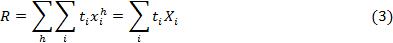 R = ∑_h ∑_i t_i x_i^h = ∑_i t_i X_i (3)